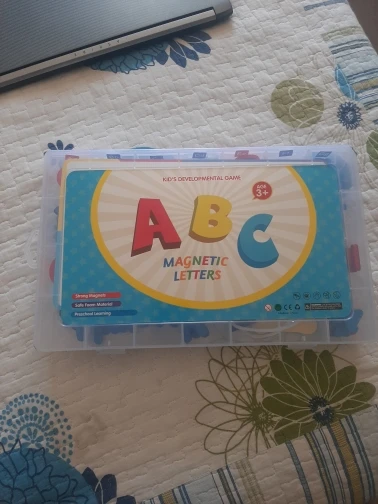 KID'S DEVELOPMENTAL GAME
AGE
3+
ABC
MAGNETIC
LETTERS
Strong Magnets
Safe Foam Material
Preschool Learning